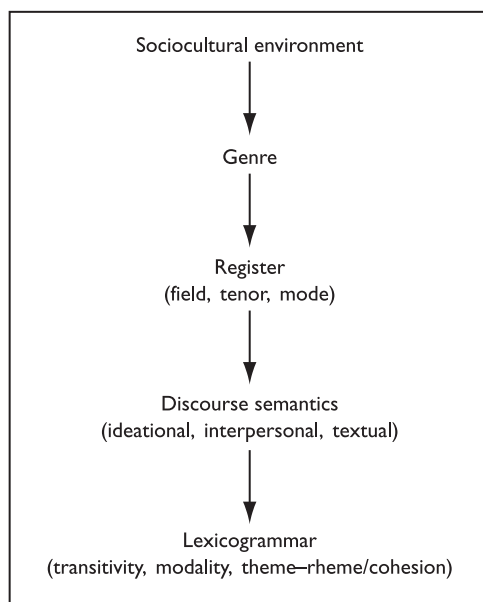 Sociocultural environment
Genre
Register
(field, tenor, mode)
Discourse semantics
(ideational, interpersonal, textual)
Lexicogrammar
(transitivity, modality, theme–rheme/cohesion)